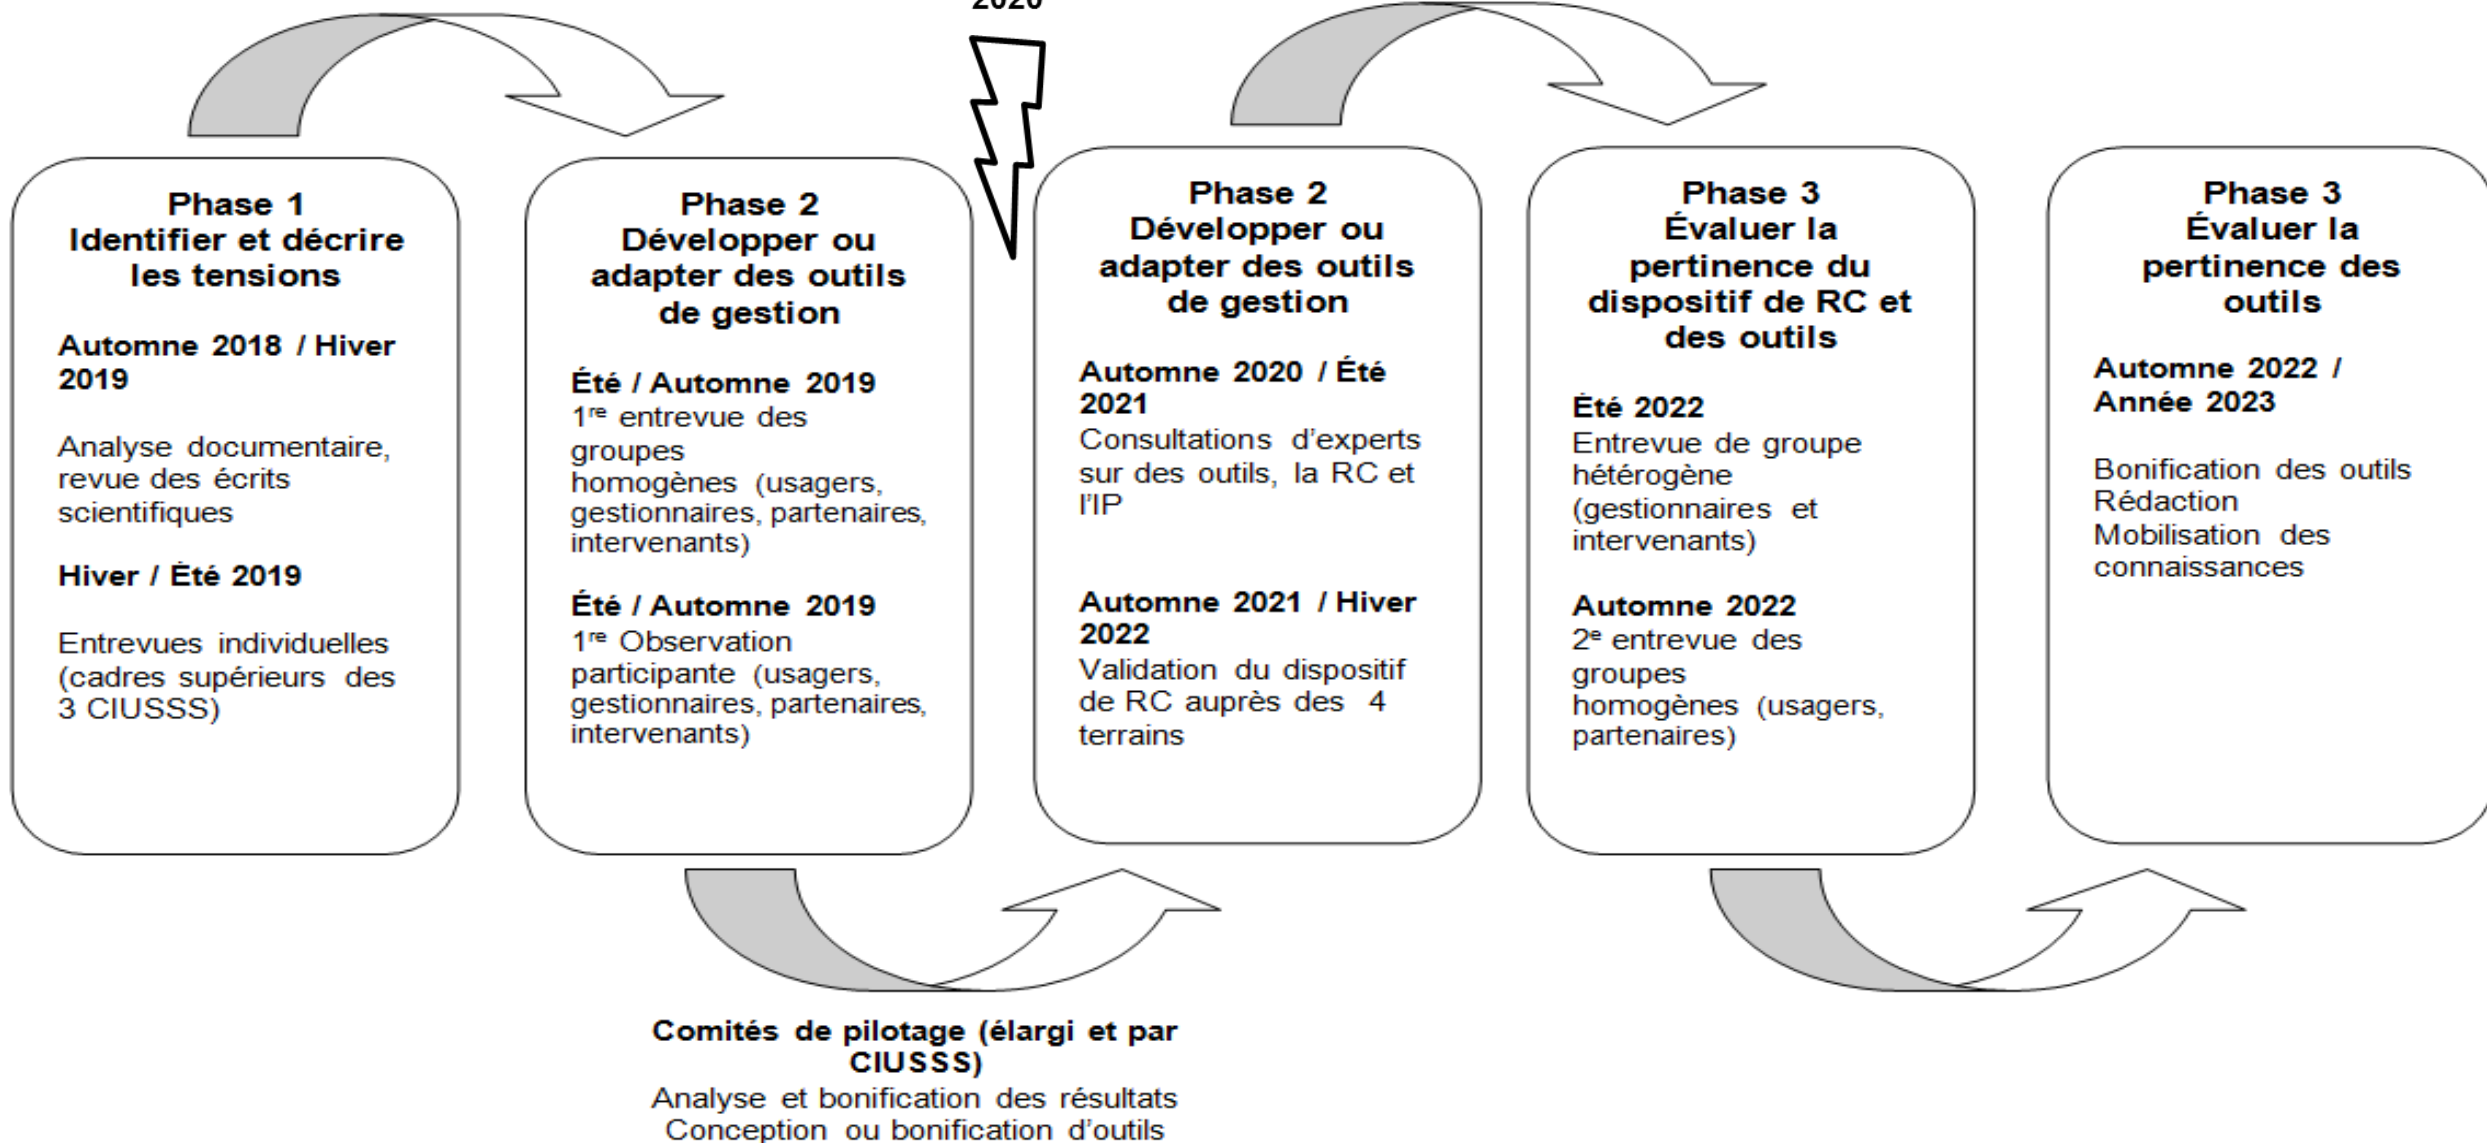 2020
Phase 1
Identifier et décrire
les tensions
Automne 2018 / Hiver
2019
Analyse documentaire,
revue des écrits
scientifiques
Hiver / Été 2019
Entrevues individuelles
(cadres supérieurs des
3 CIUSSS)
Phase 2
Développer ou
adapter des outils
de gestion
Été / Automne 2019
1re entrevue des
groupes
homogènes (usagers,
gestionnaires, partenaires,
intervenants)
Été / Automne 2019
1re Observation
participante (usagers,
gestionnaires, partenaires,
intervenants)
Phase 2
Développer ou
adapter des outils
de gestion
Automne 2020 / Été
2021
Consultations d'experts
sur des outils, la RC et
l'IP
Automne 2021 / Hiver
2022
Validation du dispositif
de RC auprès des 4
terrains
Phase 3
Évaluer la
pertinence du
dispositif de RC et
des outils
Été 2022
Entrevue de groupe
hétérogène
(gestionnaires et
intervenants)
Automne 2022
2e entrevue des
groupes
homogènes (usagers,
partenaires)
Phase 3
Évaluer la
pertinence des
outils
Automne 2022 /
Année 2023
Bonification des outils
Rédaction
Mobilisation des
connaissances
Comités de pilotage (élargi et par
CIUSSS)
Analyse et bonification des résultats
Conception ou bonification d'outils